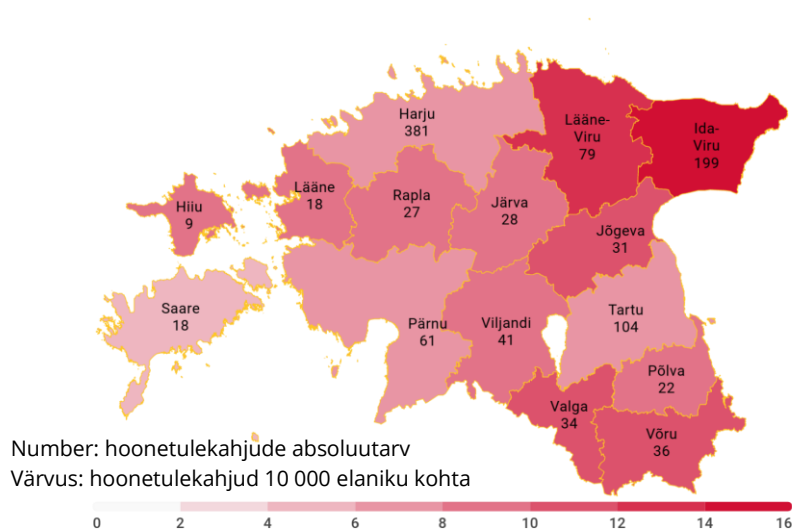 Harju
381
Lääne-
Viru
79
Ida-
Viru
199
Lääne
18
Rapla
27
Järva
28
Hiiu
9
Jõgeva
31
Saare
18
Pärnu
61
Viljandi
41
Tartu
104
Põlva
22
Valga
34
Võru
36
Number: hoonetulekahjude absoluutarv
Värvus: hoonetulekahjud 10 000 elaniku kohta
0 2 4 6 8 10 12 14 16